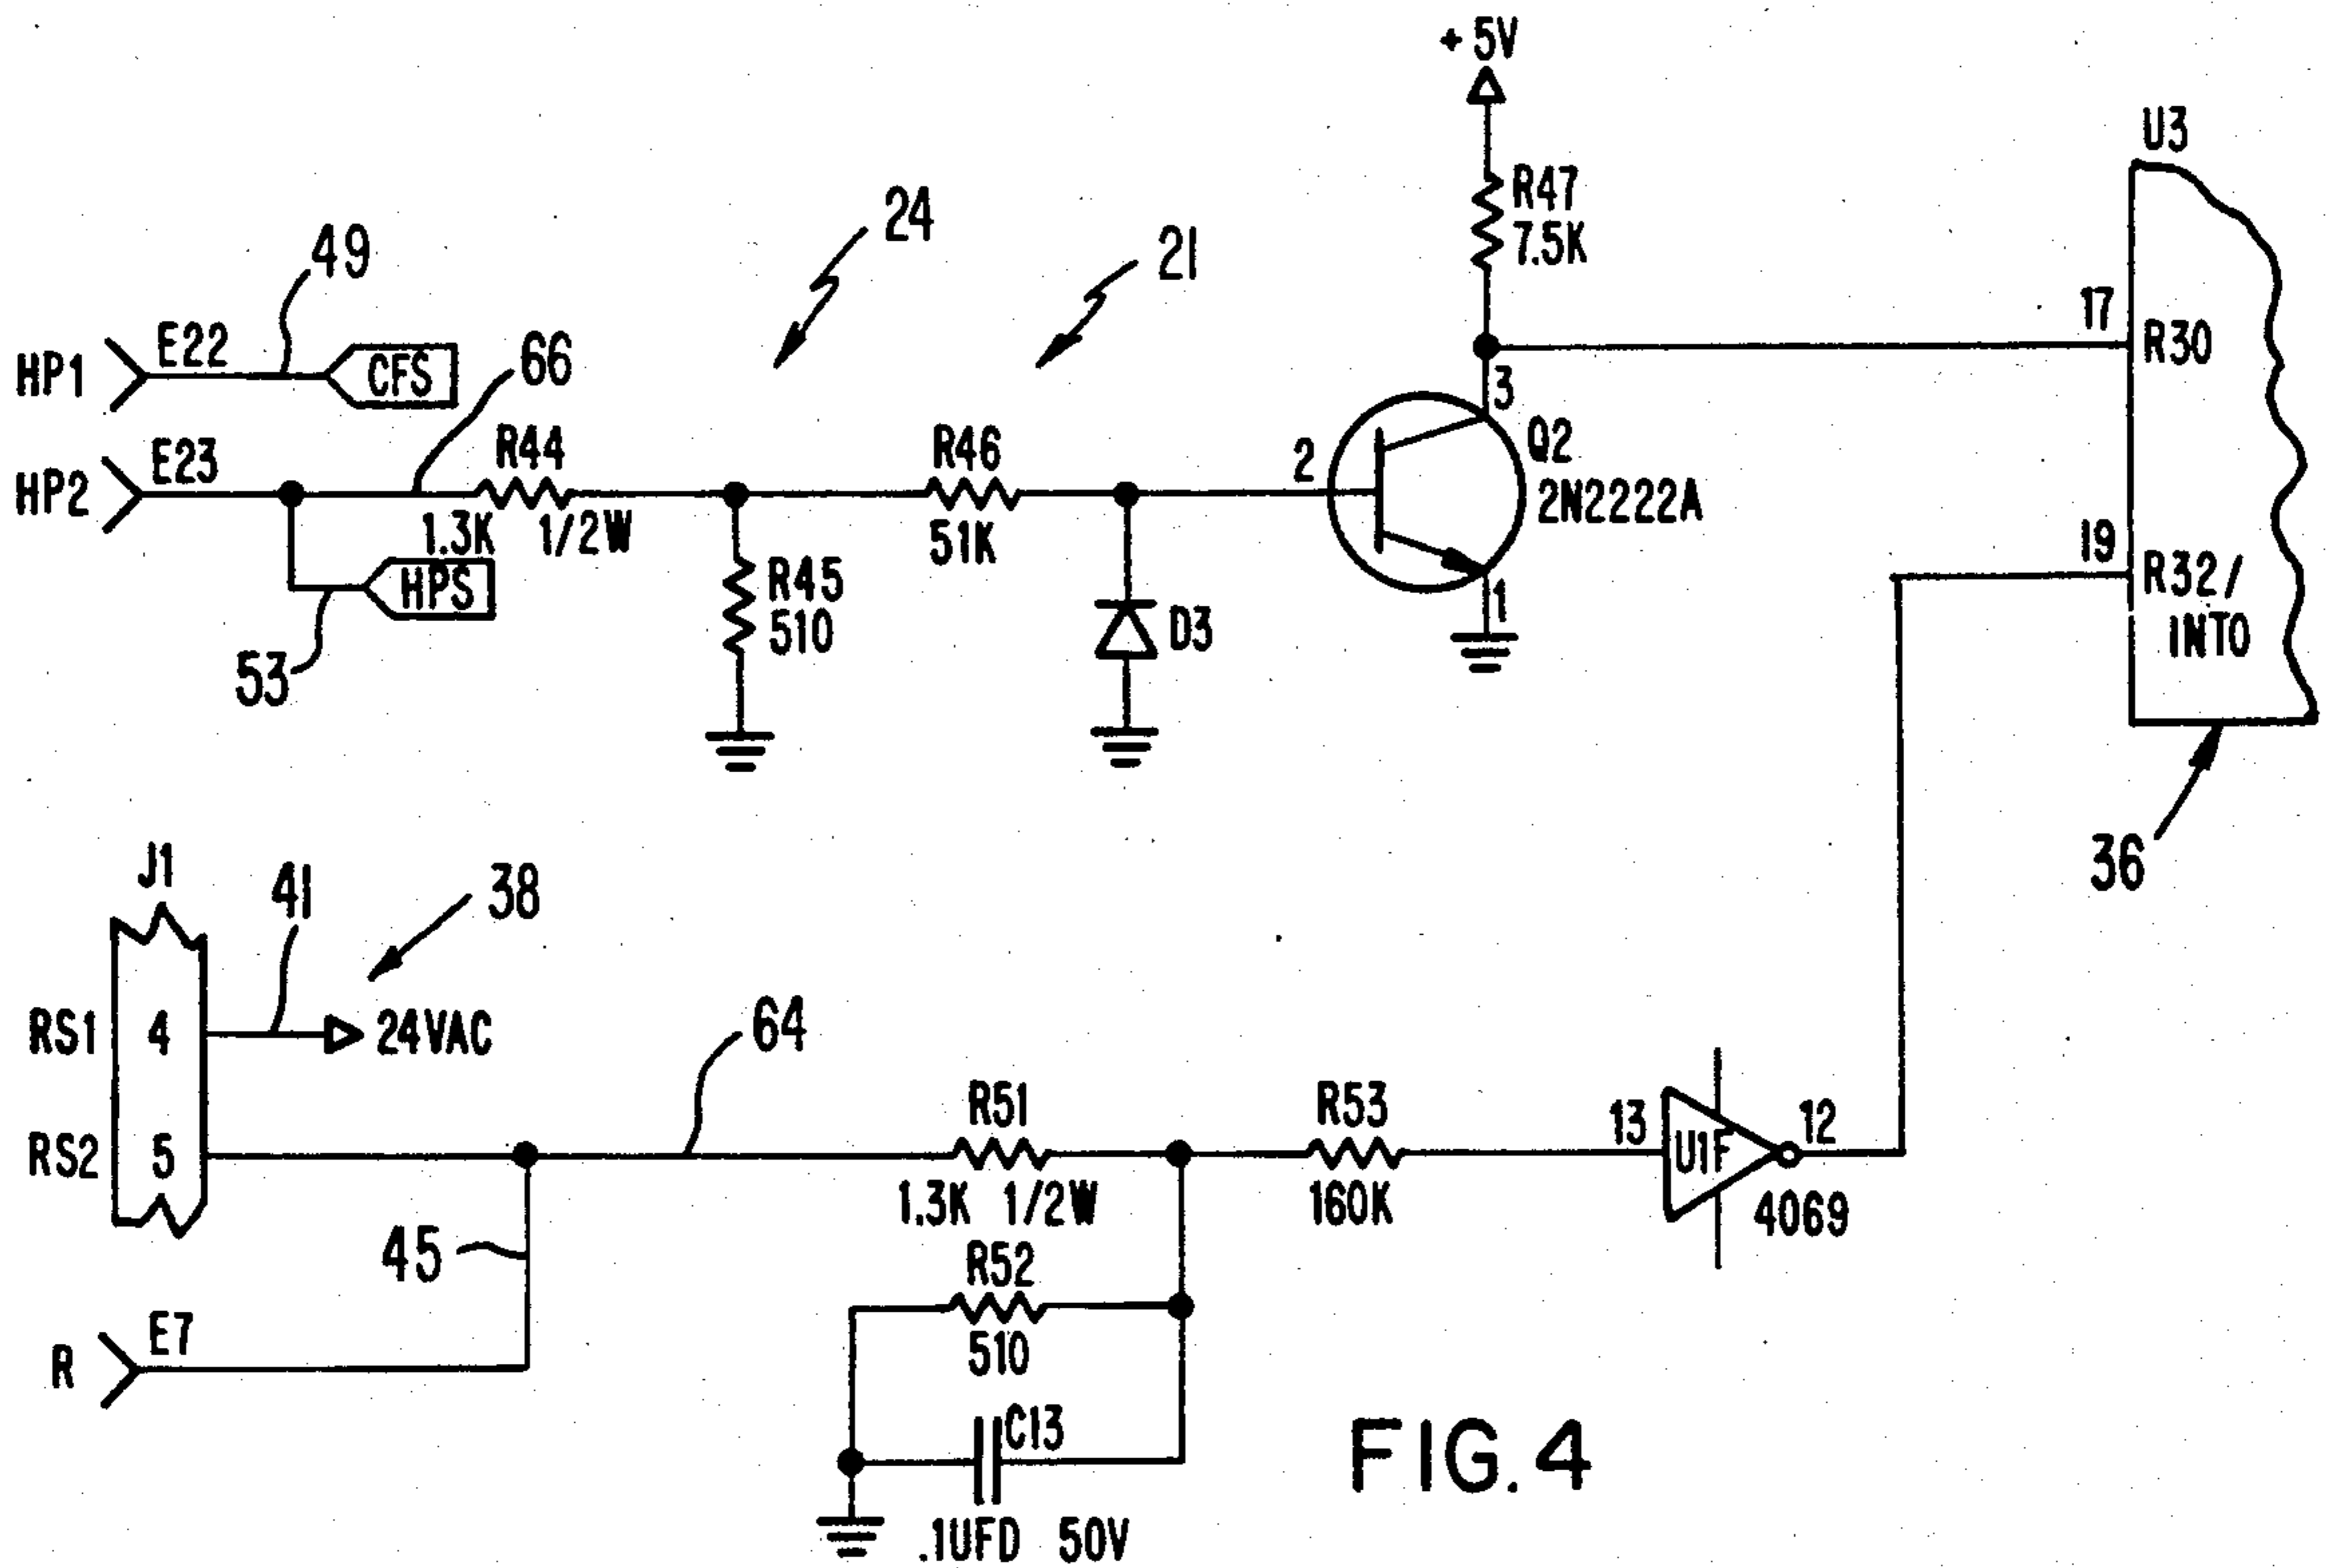 +5V
U3
R47
7.5K
24
21
49
17
R30
HP1
E22
CFS
66
3
HP2
E23
R44
1.3K 1/2W
R46
51K
2
Q2
2N2222A
HPS
53
R45
510
D3
1
19
R32/
INT0
36
J1
41
38
RS1
4
24VAC
64
RS2
5
R51
1.3K 1/2W
R53
160K
13
U1F
12
4069
45
R52
510
R
E7
C13
.1UFD 50V
FIG. 4